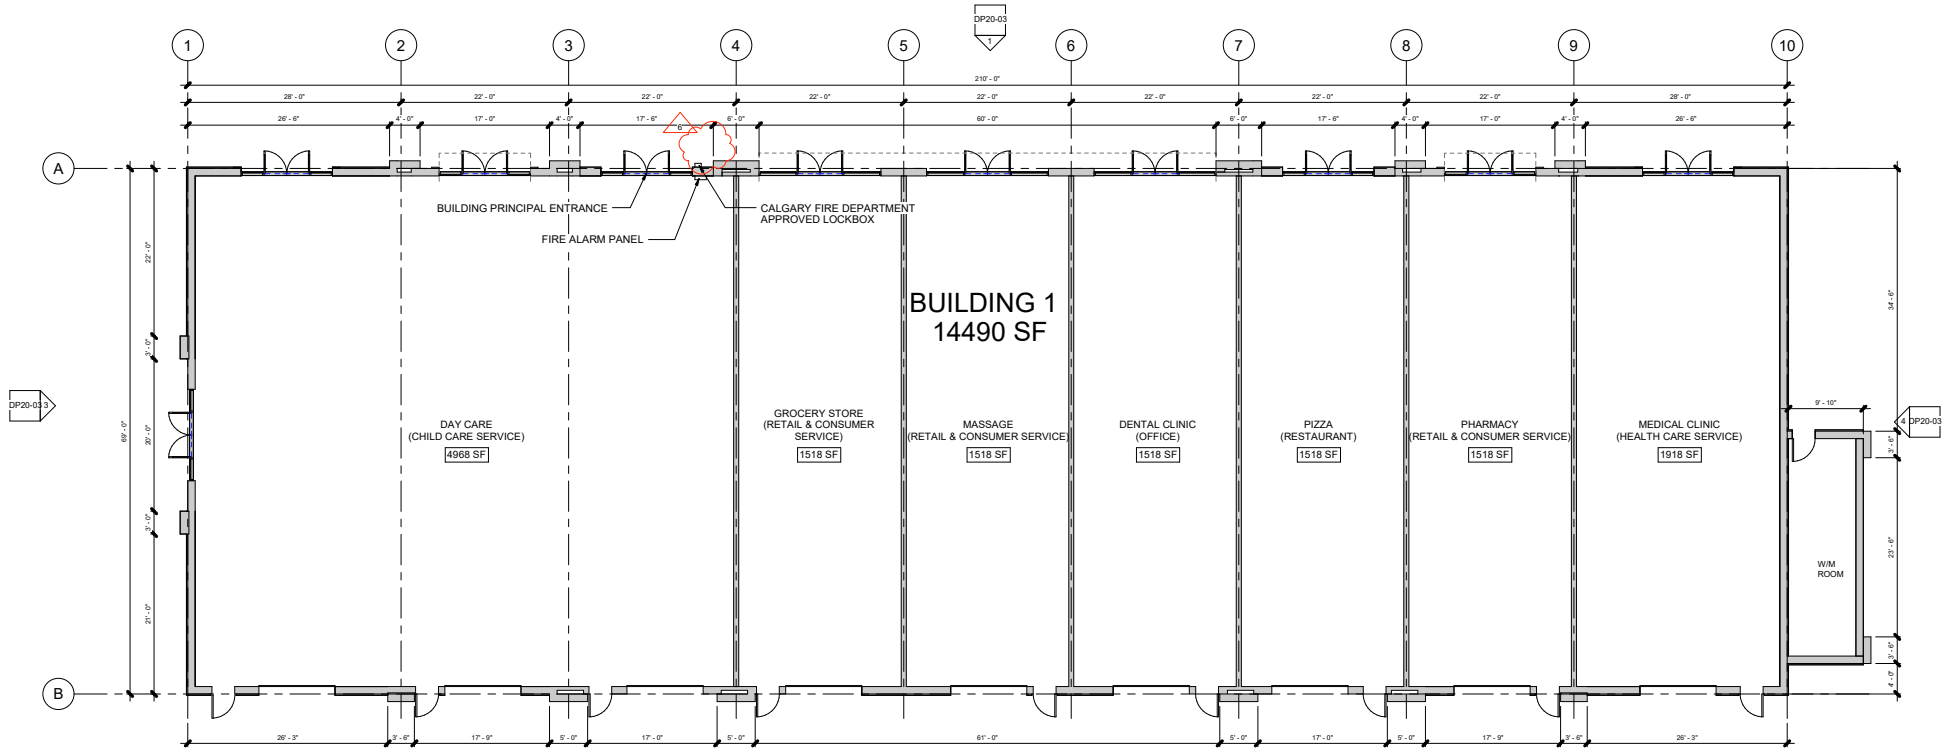 DP20-03
1
1
2
3
4
5
6
7
8
9
10
210' - 0"
28' - 0"
22' - 0"
22' - 0"
22' - 0"
22' - 0"
22' - 0"
22' - 0"
22' - 0"
28' - 0"
26' - 6"
4' - 0"
17' - 0"
4' - 0"
17' - 6"
6' - 0"
60' - 0"
6' - 0"
17' - 6"
4' - 0"
17' - 0"
4' - 0"
26' - 6"
6
A
BUILDING PRINCIPAL ENTRANCE
CALGARY FIRE DEPARTMENT
APPROVED LOCKBOX
FIRE ALARM PANEL
BUILDING 1
14490 SF
69' - 0"
22' - 0"
3' - 0"
20' - 0"
3' - 0"
21' - 0"
DP20-03
3
DAY CARE
(CHILD CARE SERVICE)
4968 SF
GROCERY STORE
(RETAIL & CONSUMER
SERVICE)
1518 SF
MASSAGE
(RETAIL & CONSUMER SERVICE)
1518 SF
DENTAL CLINIC
(OFFICE)
1518 SF
PIZZA
(RESTAURANT)
1518 SF
PHARMACY
(RETAIL & CONSUMER SERVICE)
1518 SF
MEDICAL CLINIC
(HEALTH CARE SERVICE)
1918 SF
34' - 6"
9' - 10"
4
DP20-03
3' - 6"
23' - 6"
3' - 6"
4' - 0"
W/M
ROOM
B
26' - 3"
3' - 6"
17' - 9"
5' - 0"
17' - 0"
5' - 0"
61' - 0"
5' - 0"
17' - 0"
5' - 0"
17' - 9"
3' - 6"
26' - 3"